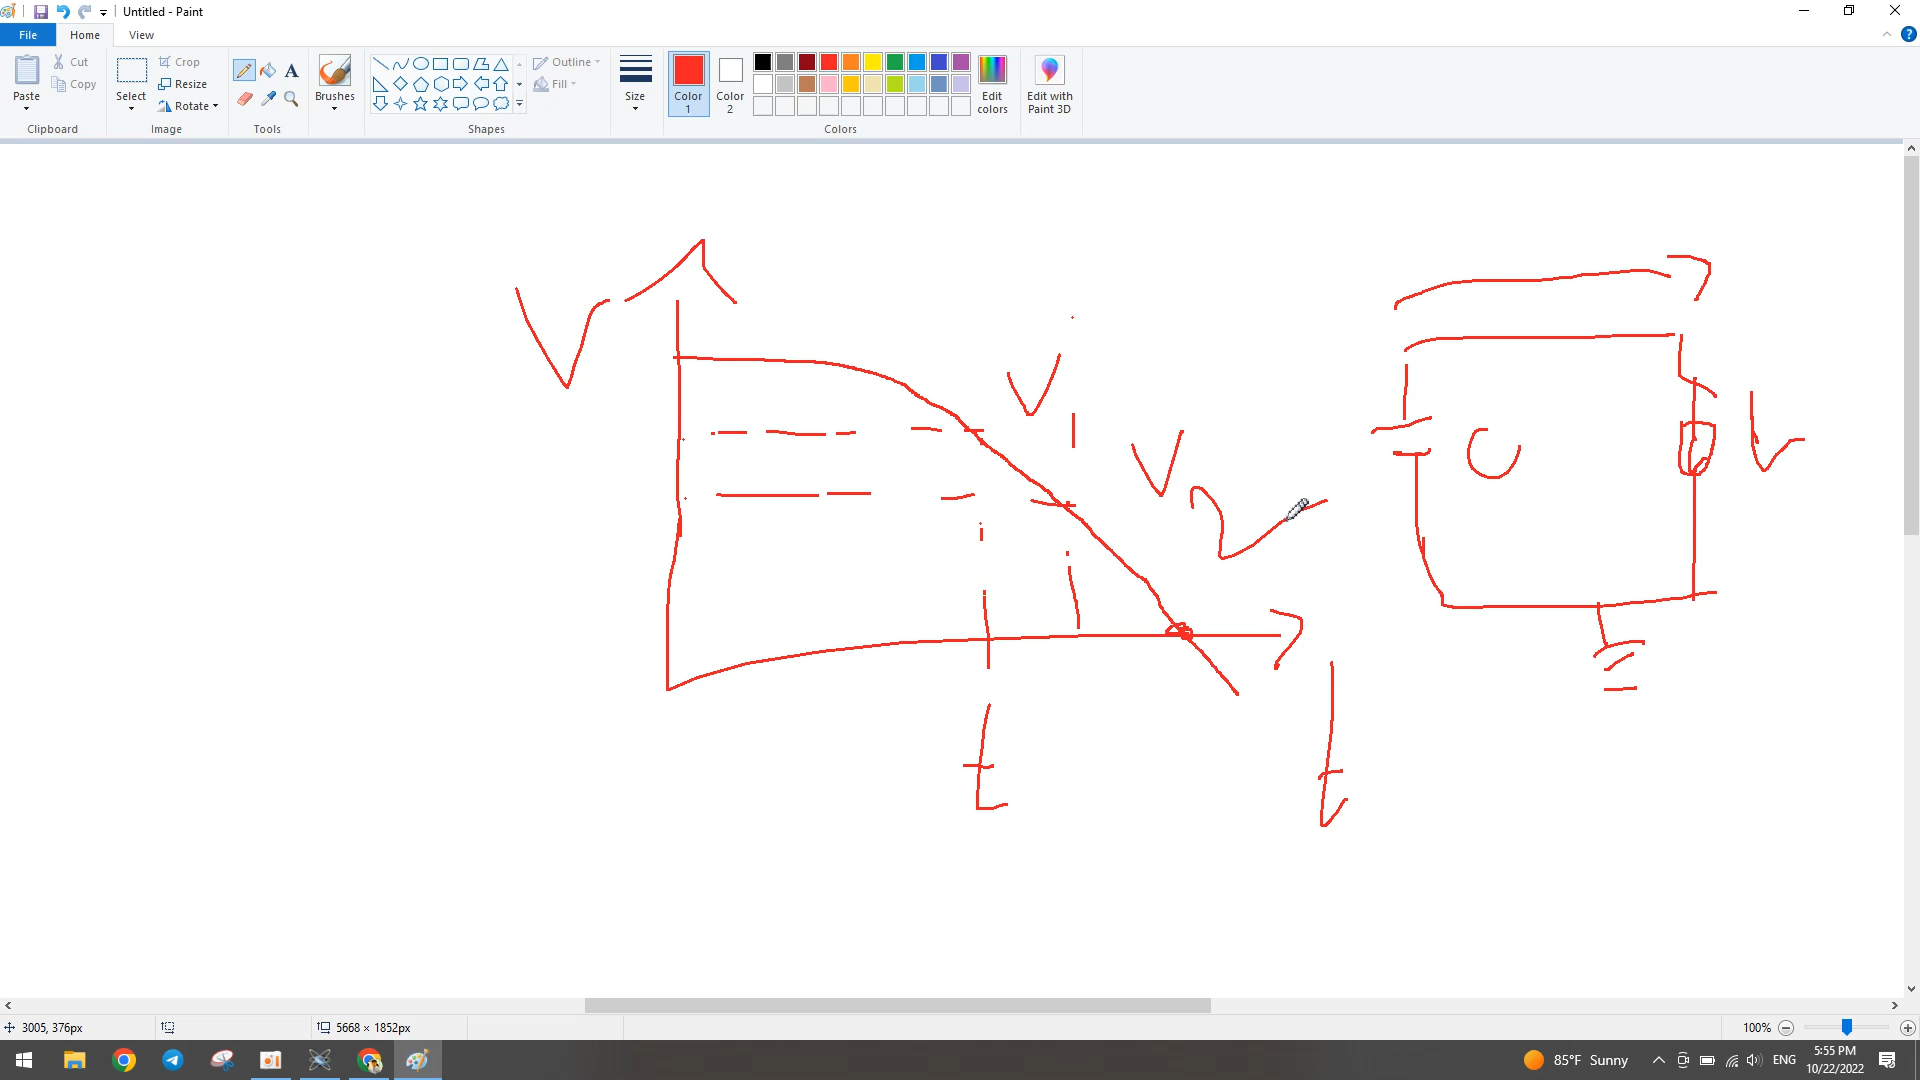 Untitled - Paint
File Home View
Paste
Cut
Copy
Clipboard
Select
Crop
Resize
Rotate
Image
Tools
Brushes
Shapes
Outline
Fill
Size
Color 1
Color 2
Edit colors
Edit with Paint 3D
Colors
V
V1
V2
t
t
C
3005, 376px
5668 × 1852px
100%
85°F Sunny
ENG
5:55 PM
10/22/2022